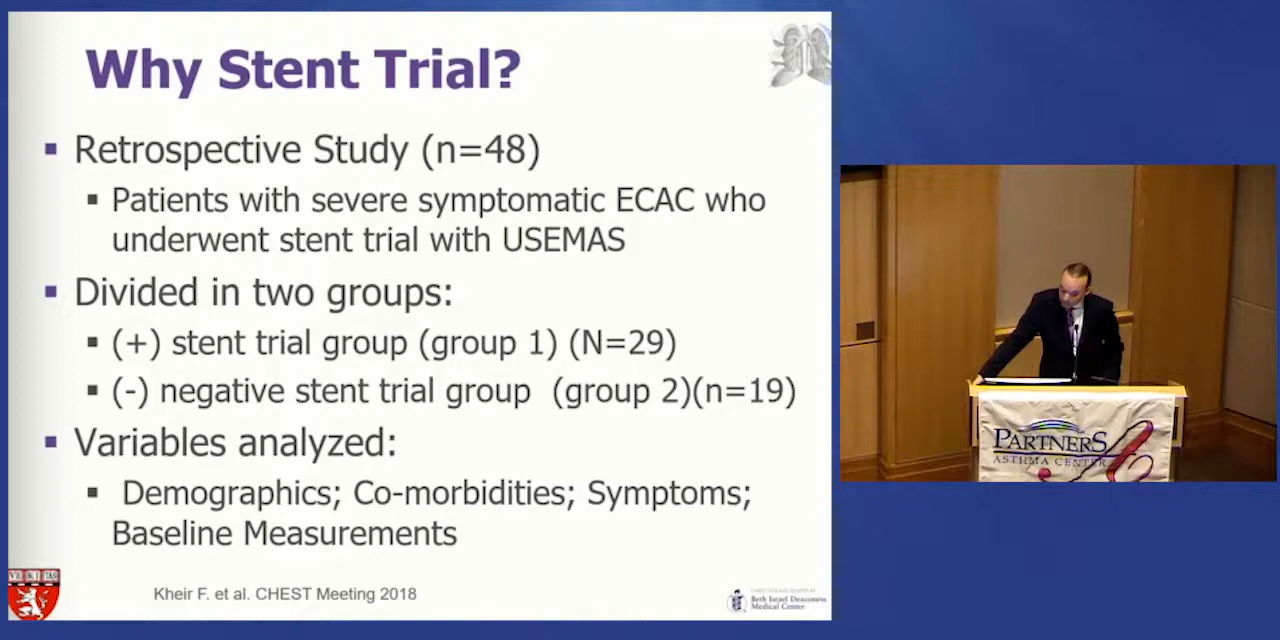 Why Stent Trial?
▪ Retrospective Study (n=48)
▪ Patients with severe symptomatic ECAC who
underwent stent trial with USEMAS
▪ Divided in two groups:
▪ (+) stent trial group (group 1) (N=29)
▪ (-) negative stent trial group (group 2)(n=19)
▪ Variables analyzed:
▪ Demographics; Co-morbidities; Symptoms;
Baseline Measurements
VE RI TAS
Kheir F. et al. CHEST Meeting 2018
Beth Israel Deaconess
Medical Center
PARTNERS
ASTHMA CENTER